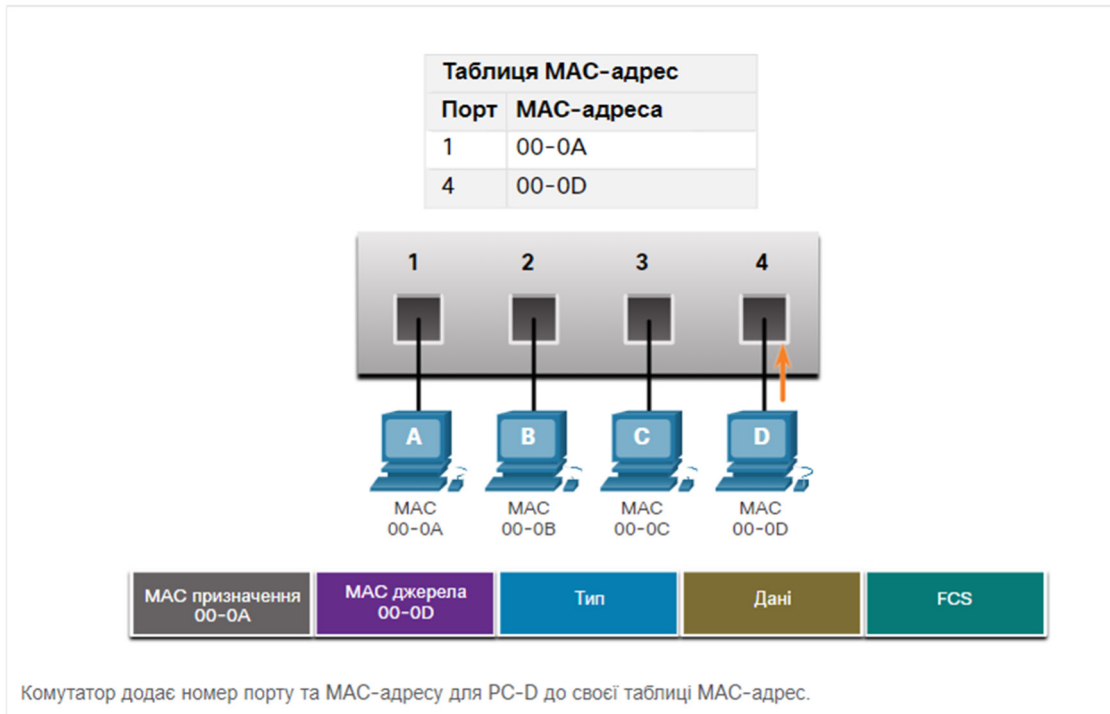 Таблиця MAC-адрес
Порт MAC-адреса
1 00-0A
4 00-0D
1 2 3 4
A B C D
MAC MAC MAC MAC
00-0A 00-0B 00-0C 00-0D
MAC призначення MAC джерела Тип Дані FCS
00-0A 00-0D
Комутатор додає номер порту та MAC-адресу для PC-D до своєї таблиці MAC-адрес.